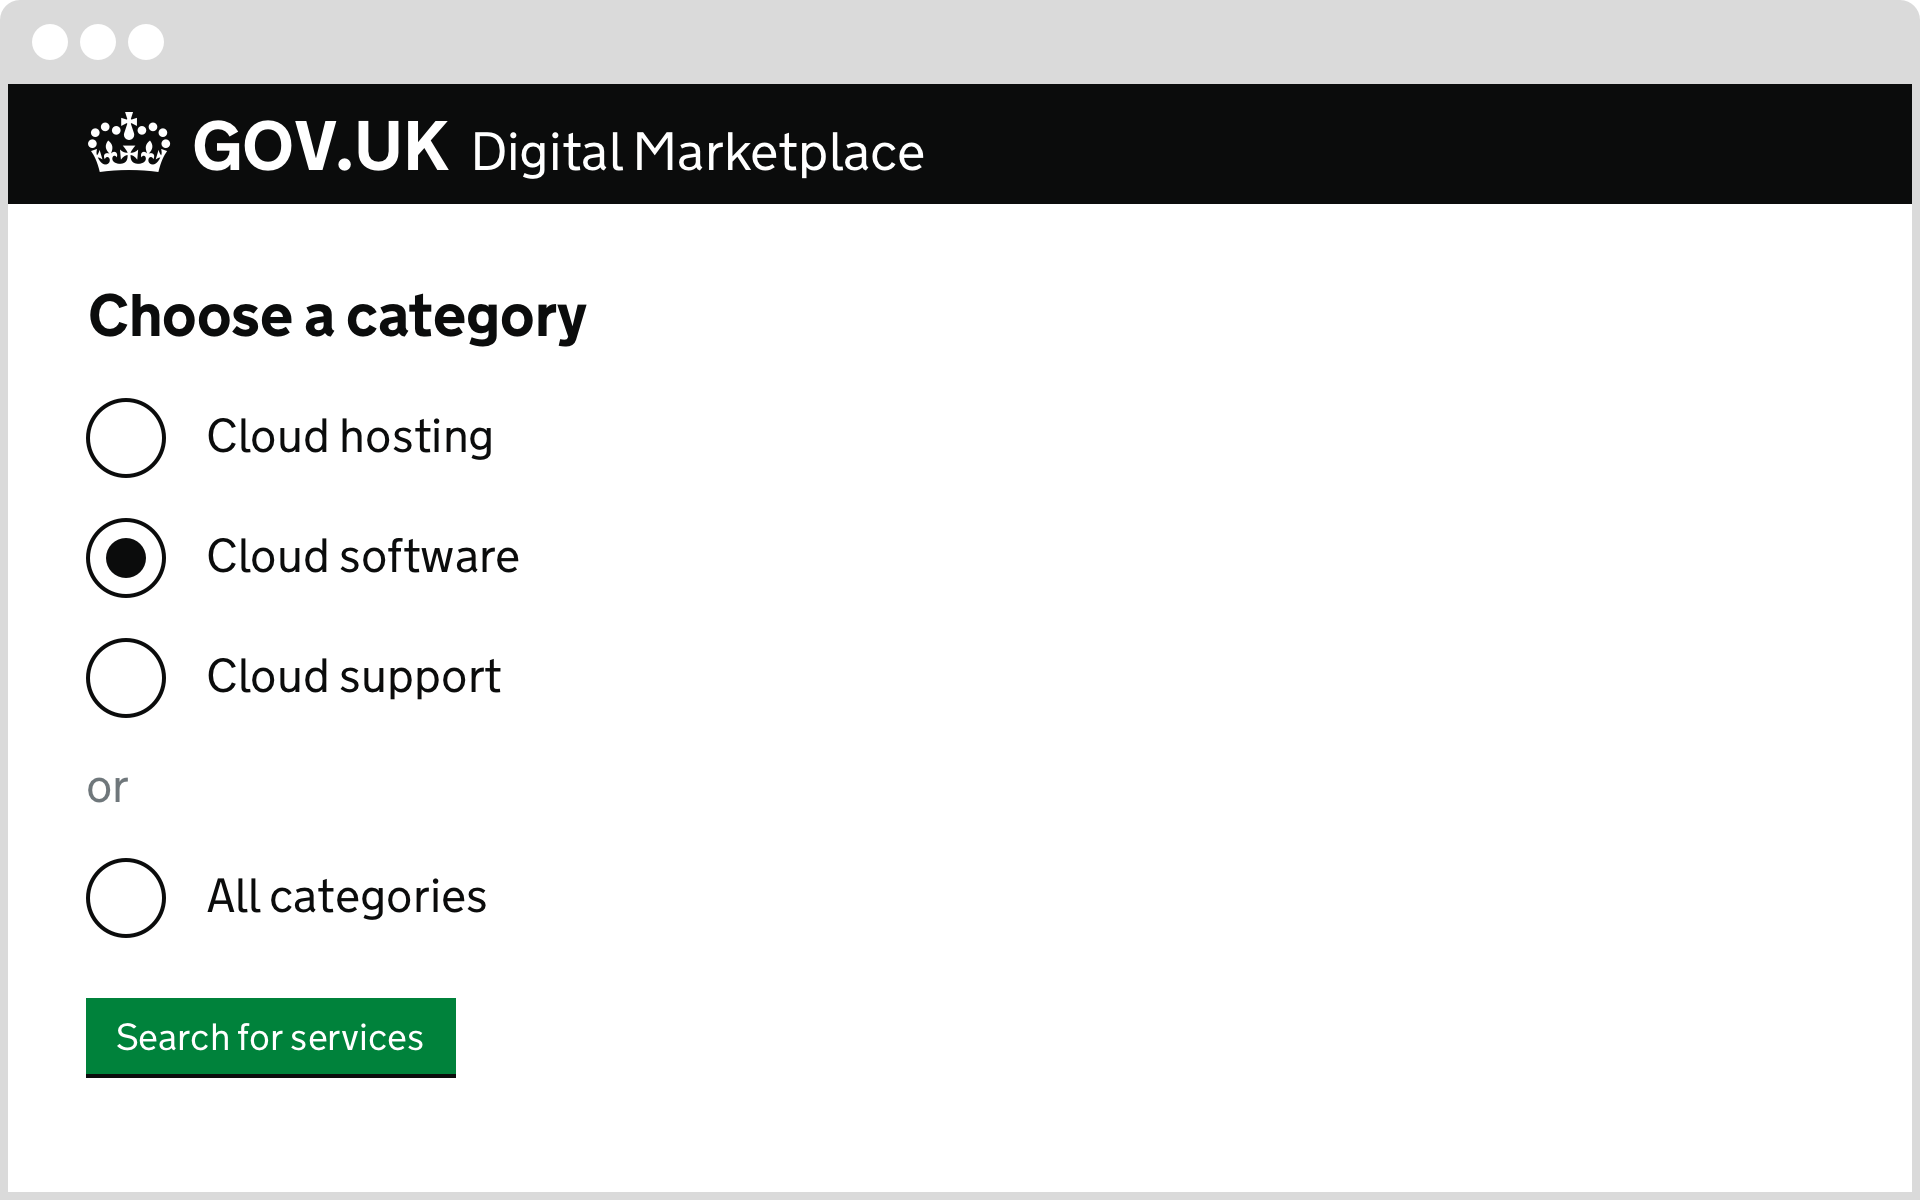 GOV.UK Digital Marketplace
Choose a category
Cloud hosting
Cloud software
Cloud support
or
All categories
Search for services